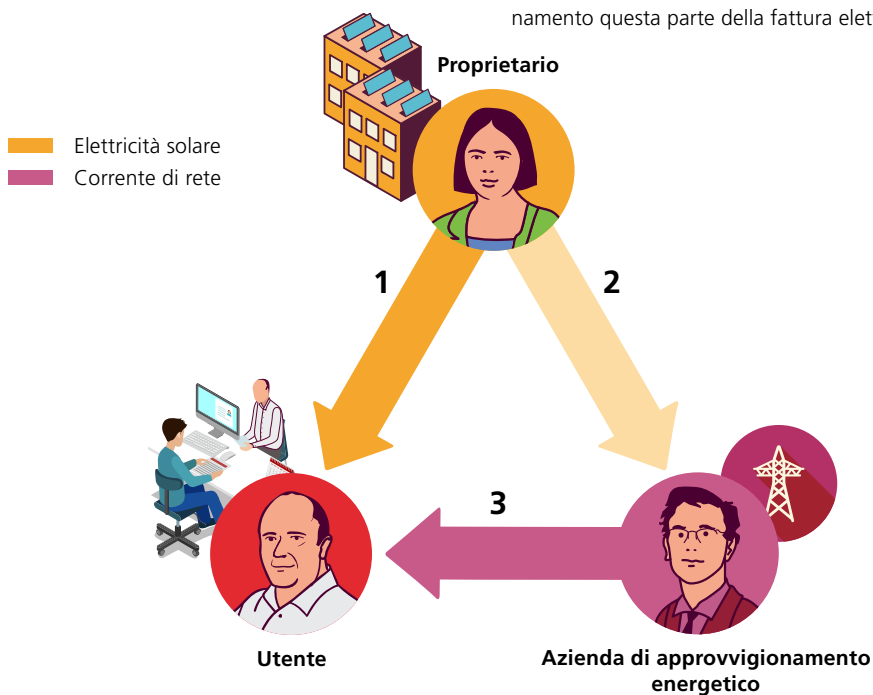 namento questa parte della fattura elet
Proprietario
Elettricità solare
Corrente di rete
1
2
3
Utente
Azienda di approvvigionamento
energetico